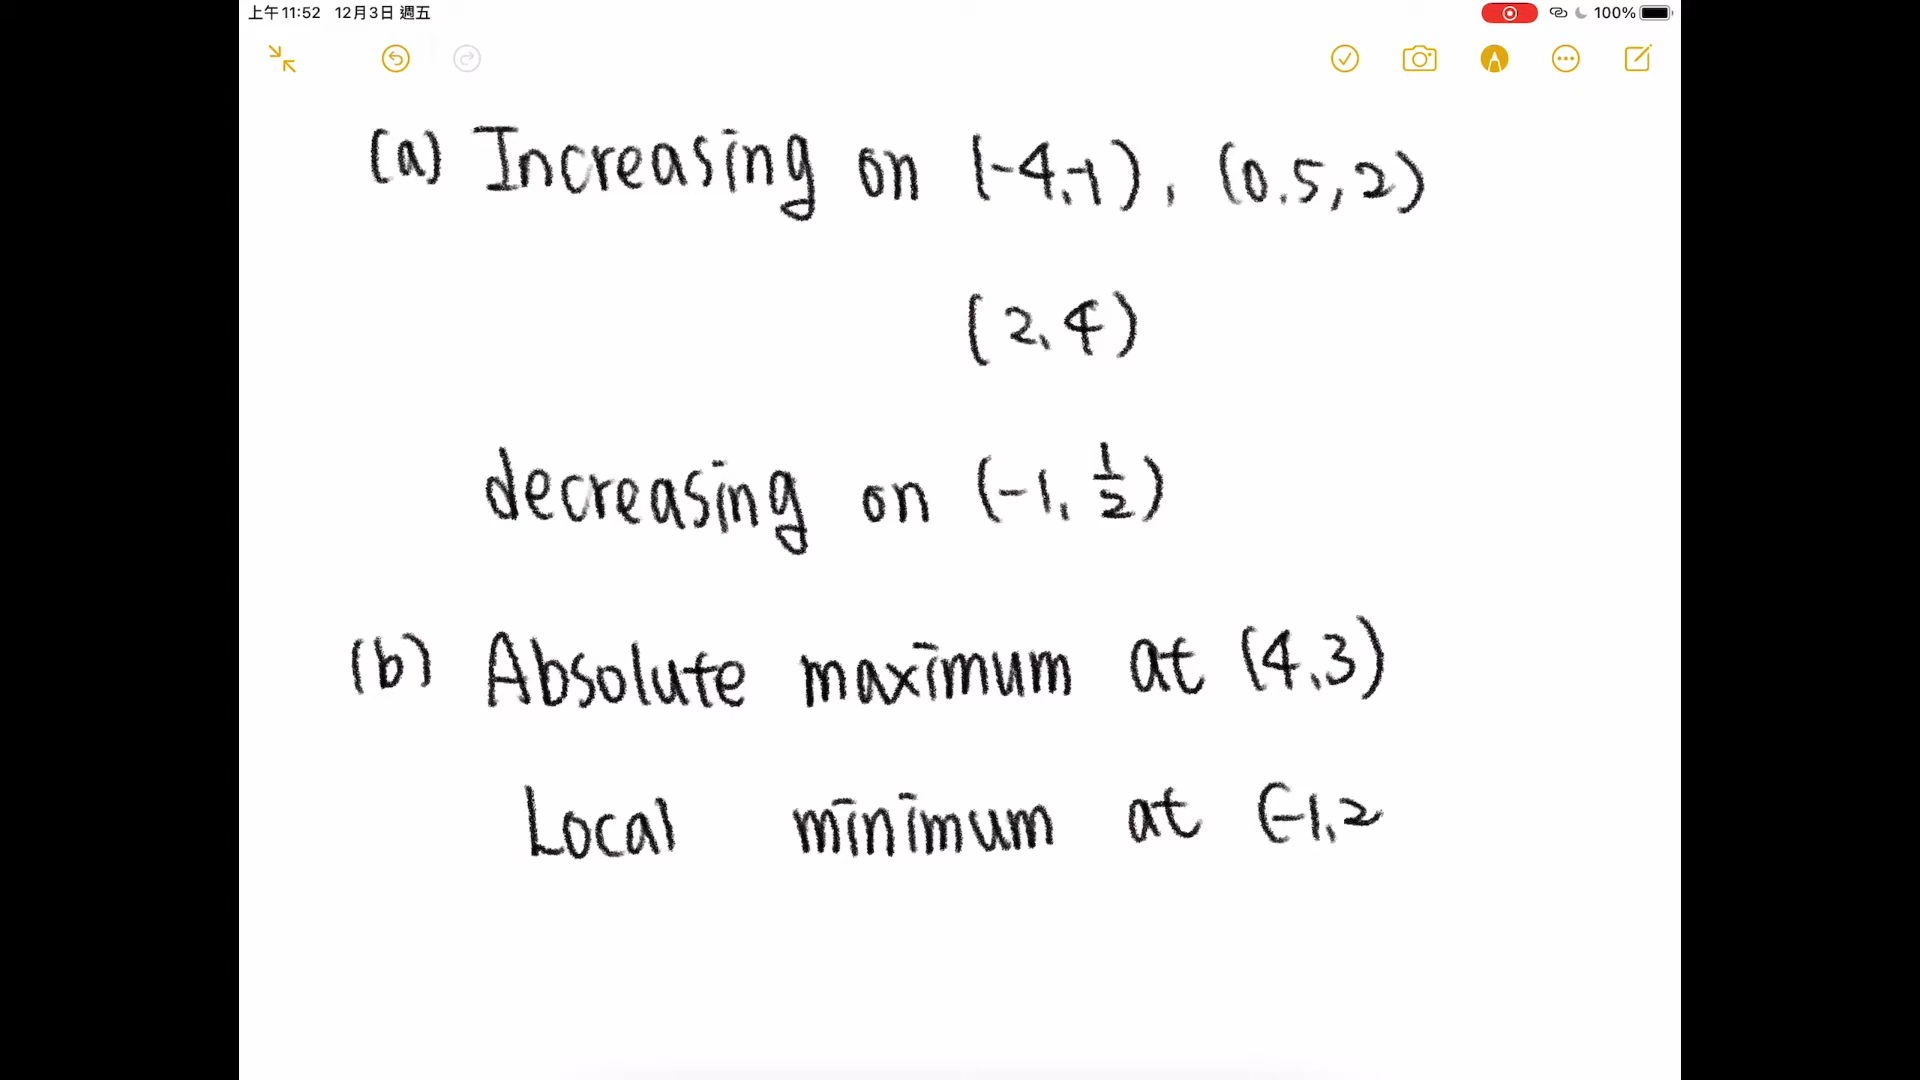 上午11:52 12月3日 週五 100%
(a) Increasing on (-4,-1), (0.5,2)
(2,4)
decreasing on (-1, 1/2)
(b) Absolute maximum at (4,3)
Local minimum at (-1,2